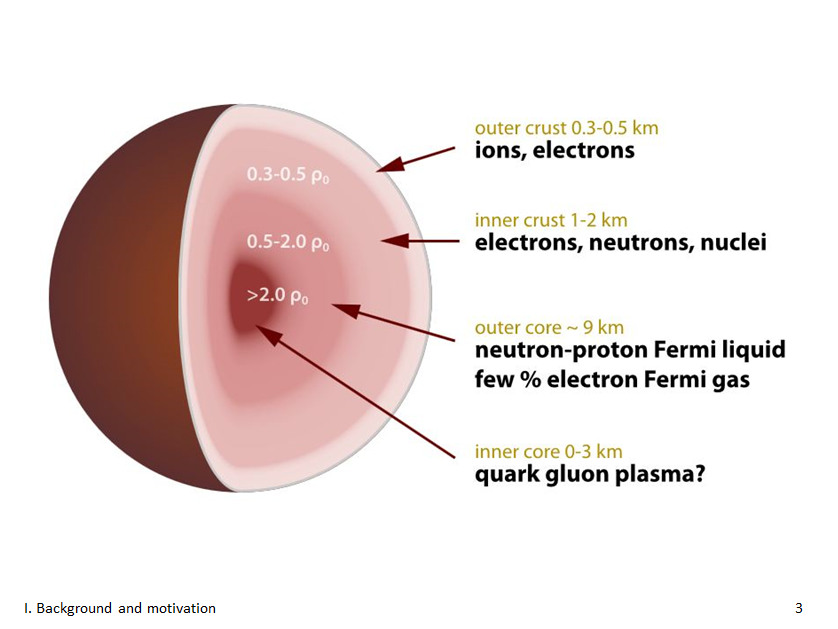 outer crust 0.3-0.5 km
ions, electrons
0.3-0.5 ρ₀
inner crust 1-2 km
electrons, neutrons, nuclei
0.5-2.0 ρ₀
>2.0 ρ₀
outer core ~ 9 km
neutron-proton Fermi liquid
few % electron Fermi gas
inner core 0-3 km
quark gluon plasma?
I. Background and motivation
3